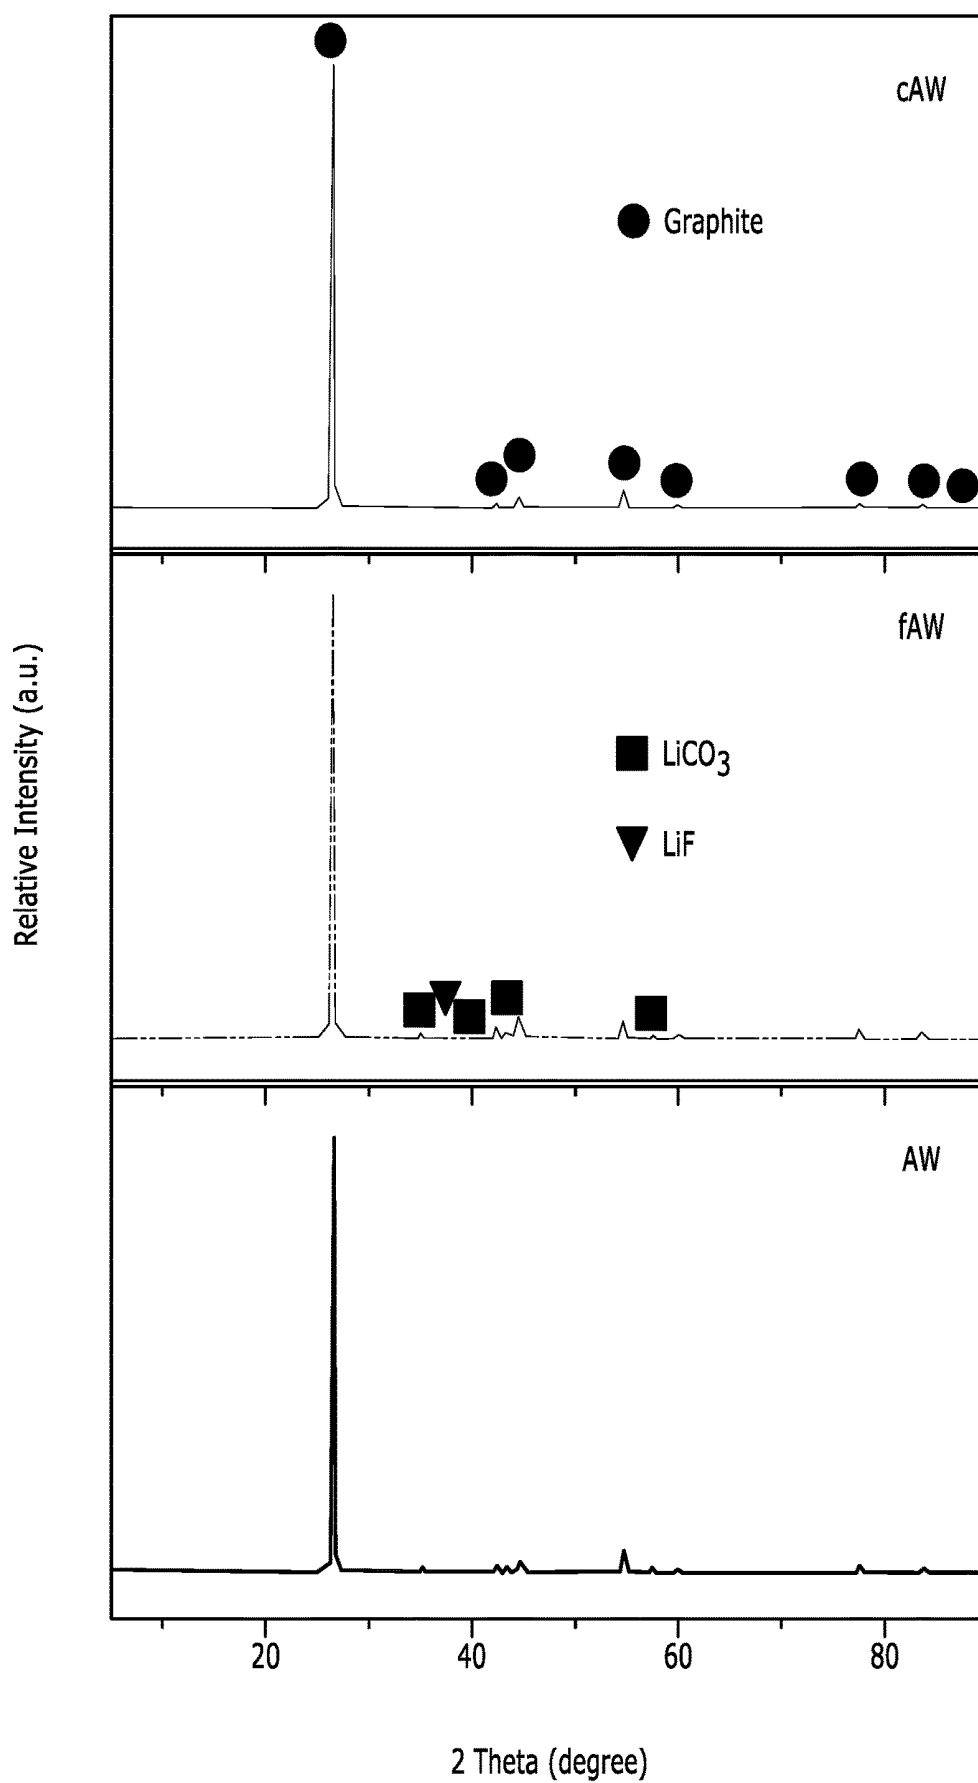 cAW
Graphite
fAW
LiCO3
LiF
AW
Relative Intensity (a.u.)
20 40 60 80
2 Theta (degree)